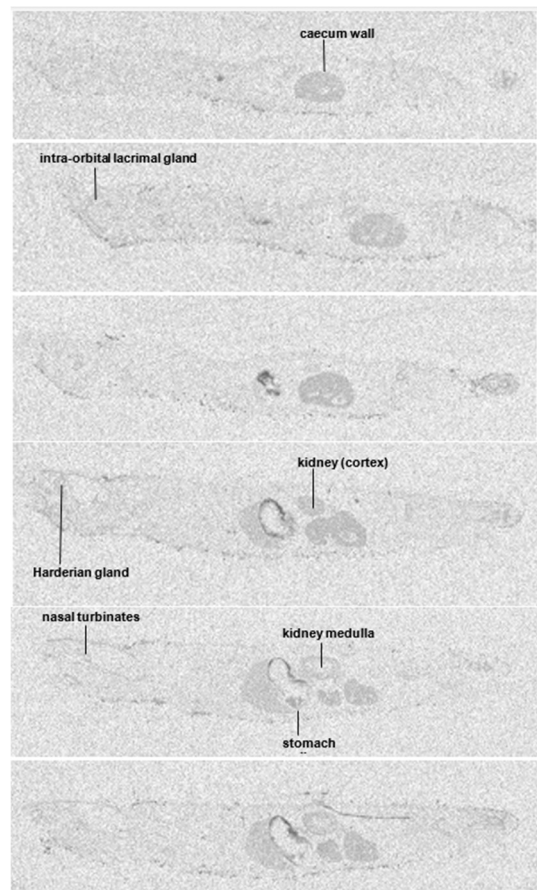 caecum wall
intra-orbital lacrimal gland
kidney (cortex)
Harderian gland
nasal turbinates
kidney medulla
stomach